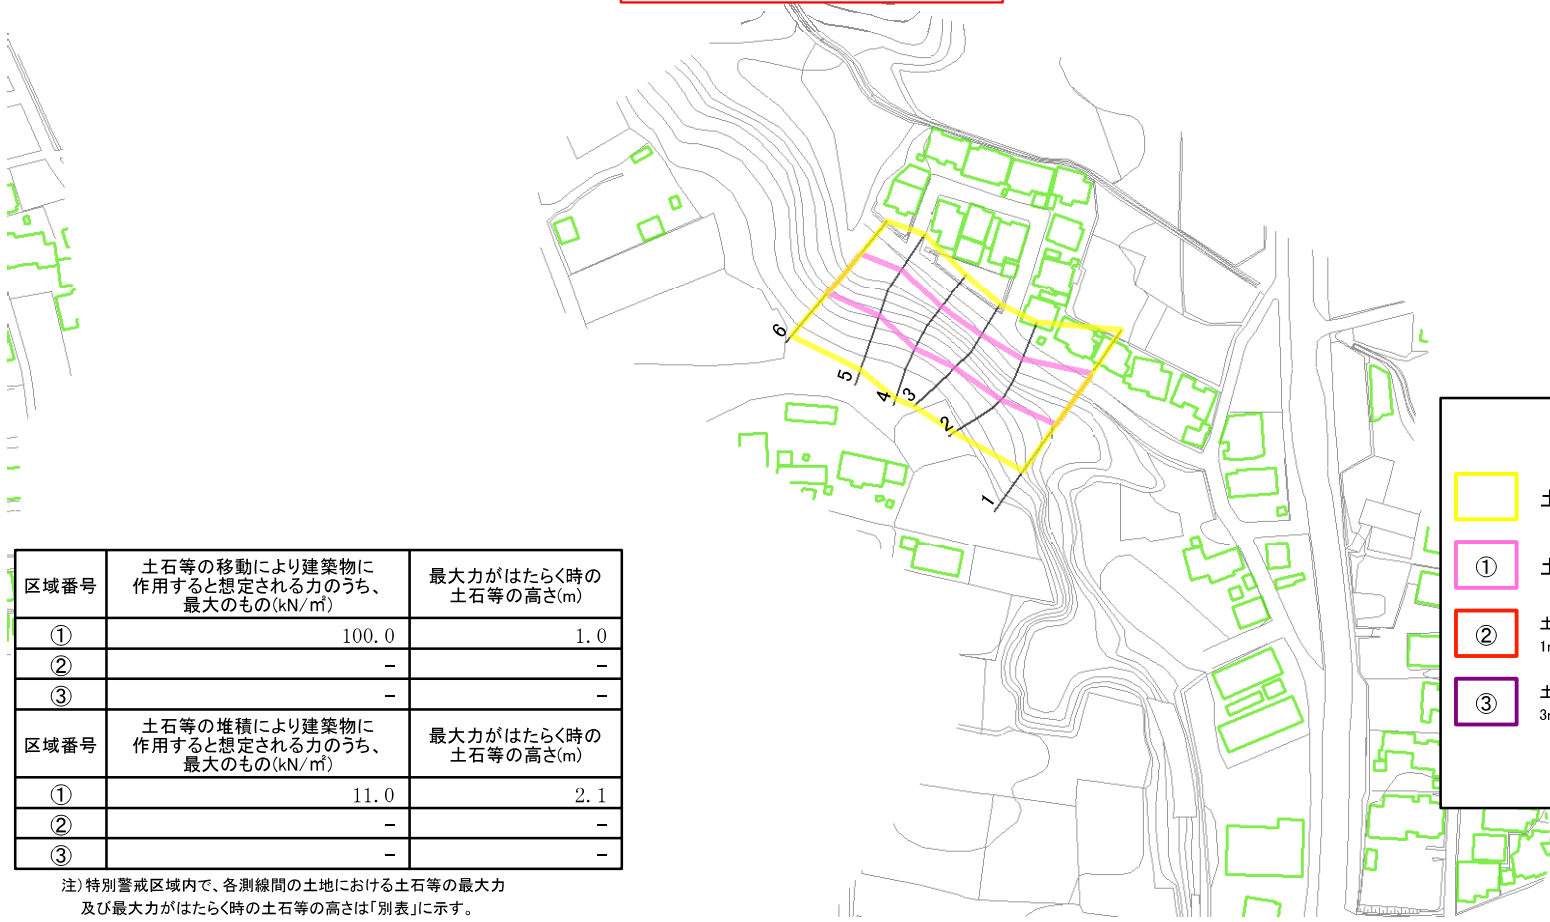 6
5
4
3
2
1
土
① 土
② 土
1m
③ 土
3m
区域番号
土石等の移動により建築物に
作用すると想定される力のうち、
最大のもの(kN/㎡)
最大力がはたらく時の
土石等の高さ(m)
① 100.0 1.0
② － －
③ － －
区域番号
土石等の堆積により建築物に
作用すると想定される力のうち、
最大のもの(kN/㎡)
最大力がはたらく時の
土石等の高さ(m)
① 11.0 2.1
② － －
③ － －
注)特別警戒区域内で、各測線間の土地における土石等の最大力
及び最大力がはたらく時の土石等の高さは「別表」に示す。